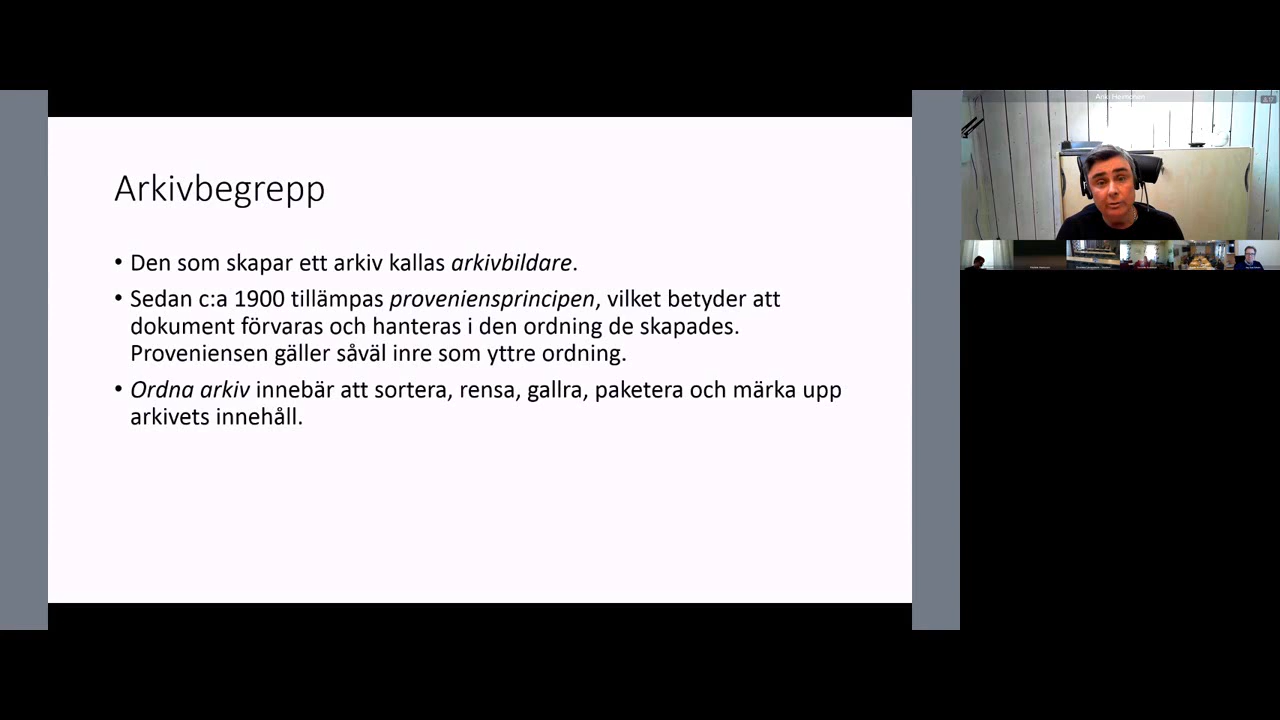 Arkivbegrepp
• Den som skapar ett arkiv kallas arkivbildare.
• Sedan c:a 1900 tillämpas proveniensprincipen, vilket betyder att
dokument förvaras och hanteras i den ordning de skapades.
Proveniensen gäller såväl inre som yttre ordning.
• Ordna arkiv innebär att sortera, rensa, gallra, paketera och märka upp
arkivets innehåll.